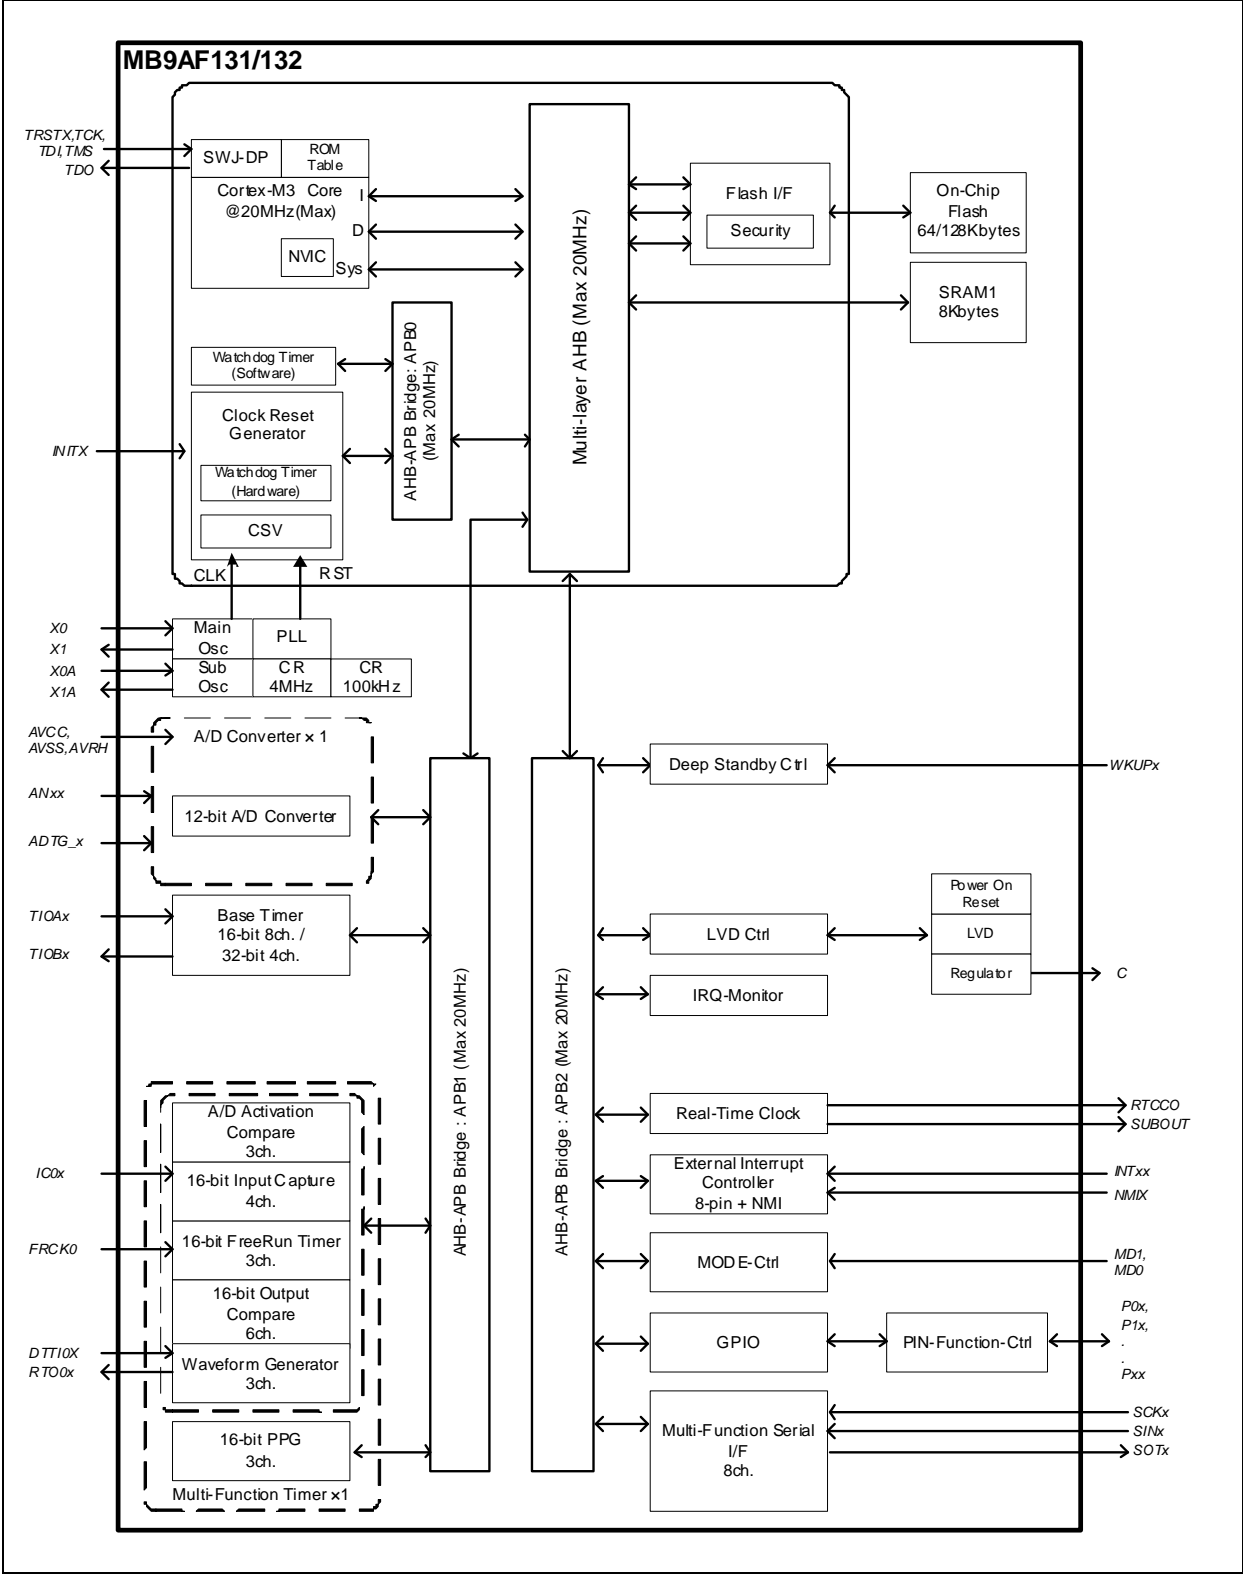 MB9AF131/132
TRSTX,TCK,
TDI,TMS
TDO
SWJ-DP
ROM
Table
Cortex-M3 Core
@20MHz(Max)
I
D
NVIC
Sys
Multi-layer AHB (Max 20MHz)
Flash I/F
Security
On-Chip
Flash
64/128Kbytes
SRAM1
8Kbytes
Watchdog Timer
(Software)
AHB-APB Bridge: APB0
(Max 20MHz)
INITX
Clock Reset
Generator
Watchdog Timer
(Hardware)
CSV
CLK
RST
X0
X1
X0A
X1A
Main
Osc
PLL
Sub
Osc
CR
4MHz
CR
100kHz
AVCC,
AVSS,AVRH
ANxx
ADTG_x
A/D Converter × 1
12-bit A/D Converter
TIOAx
TIOBx
Base Timer
16-bit 8ch. /
32-bit 4ch.
AHB-APB Bridge : APB1 (Max 20MHz)
AHB-APB Bridge : APB2 (Max 20MHz)
Deep Standby Ctrl
WKUPx
LVD Ctrl
Power On
Reset
LVD
Regulator
C
IRQ-Monitor
Real-Time Clock
RTCCO
SUBOUT
External Interrupt
Controller
8-pin + NMI
INTxx
NMIX
MODE-Ctrl
MD1,
MD0
GPIO
PIN-Function-Ctrl
P0x,
P1x,
.
.
Pxx
Multi-Function Serial
I/F
8ch.
SCKx
SINx
SOTx
IC0x
FRCK0
DTTI0X
RTO0x
A/D Activation
Compare
3ch.
16-bit Input Capture
4ch.
16-bit FreeRun Timer
3ch.
16-bit Output
Compare
6ch.
Waveform Generator
3ch.
16-bit PPG
3ch.
Multi-Function Timer ×1